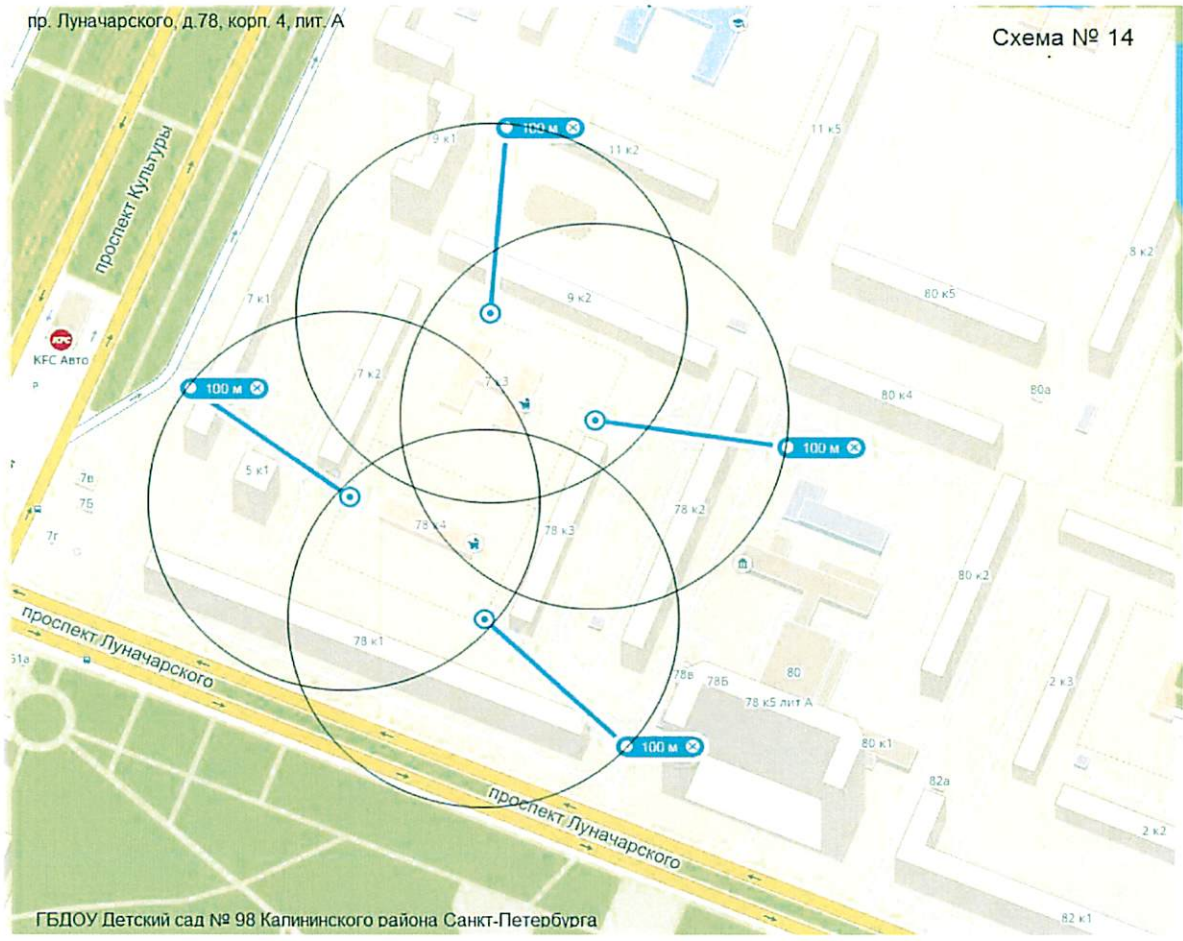 пр. Луначарского, д.78, корп. 4, лит. А
Схема № 14
11 к5
100 м
9 к1
11 к2
проспект Культуры
8 к2
7 к1
9 к2
80 к5
KFC
KFC Авто
7 к2
7 к3
100 м
80 к4
80а
P
100 м
5 к1
7в
7Б
78 к2
78 к4
78 к3
7г
80 к2
проспект Луначарского
78 к1
51а
78в
78Б
80
2 к3
78 к5 лит А
100 м
80 к1
82а
проспект Луначарского
2 к2
ГБДОУ Детский сад № 98 Калининского района Санкт-Петербурга
82 к1